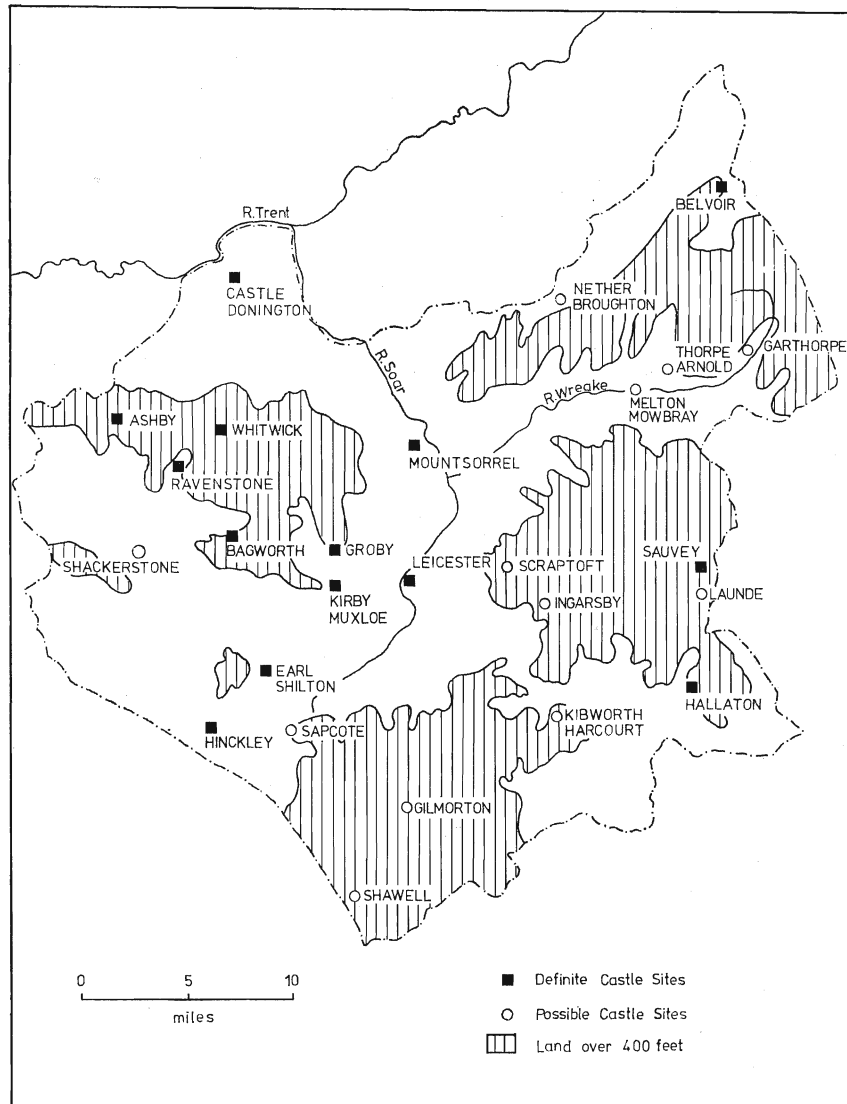 R.Trent
BELVOIR
CASTLE
DONINGTON
NETHER
BROUGHTON
R.Soar
THORPE
ARNOLD
GARTHORPE
R.Wreake
MELTON
MOWBRAY
ASHBY
WHITWICK
MOUNTSORREL
RAVENSTONE
BAGWORTH
GROBY
SHACKERSTONE
LEICESTER
SCRAPTOFT
SAUVEY
KIRBY
MUXLOE
INGARSBY
LAUNDE
EARL
SHILTON
HALLATON
HINCKLEY
SAPCOTE
KIBWORTH
HARCOURT
GILMORTON
SHAWELL
0 5 10
miles
Definite Castle Sites
Possible Castle Sites
Land over 400 feet